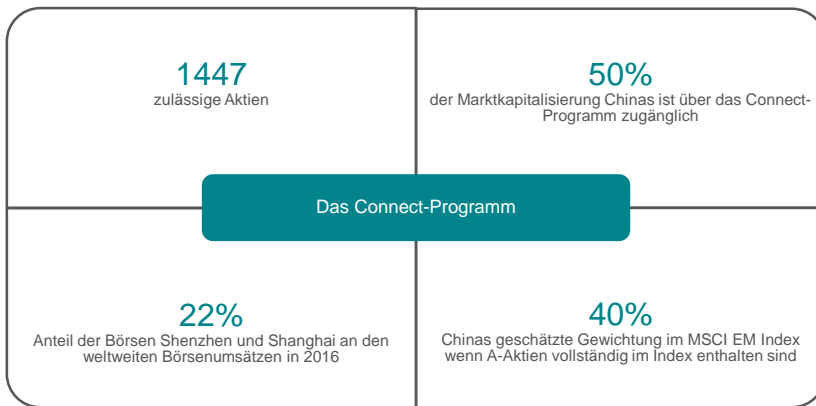 1447
zulässige Aktien
50%
der Marktkapitalisierung Chinas ist über das Connect-
Programm zugänglich
Das Connect-Programm
22%
Anteil der Börsen Shenzhen und Shanghai an den
weltweiten Börsenumsätzen in 2016
40%
Chinas geschätzte Gewichtung im MSCI EM Index
wenn A-Aktien vollständig im Index enthalten sind